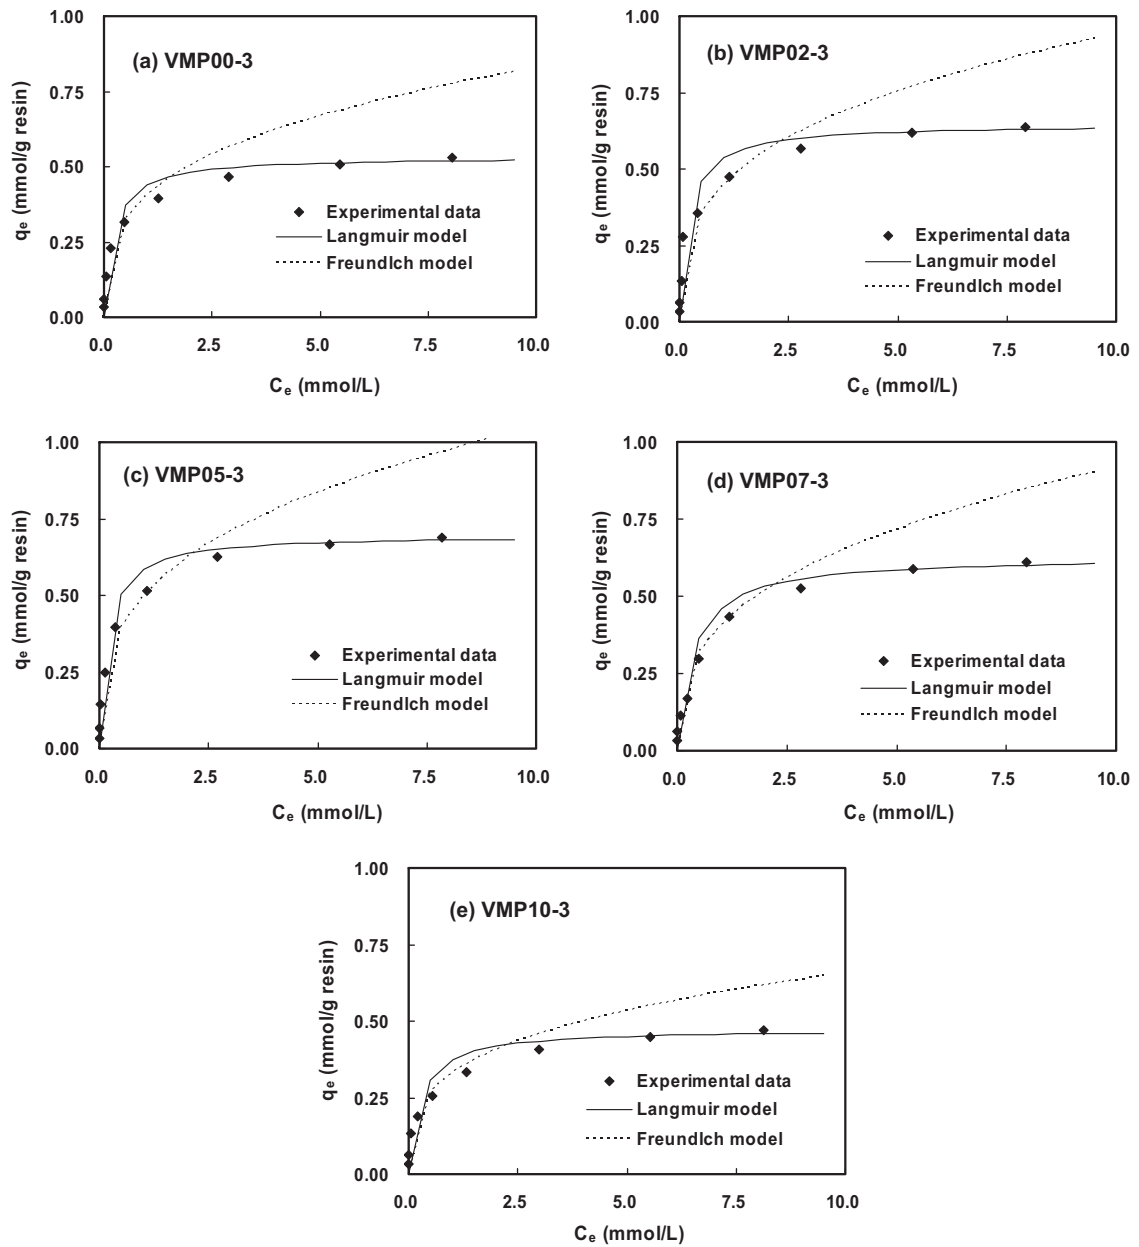 (a) VMP00-3
1.00
0.75
0.50
0.25
0.00
qe (mmol/g resin)
Experimental data
Langmuir model
Freundlch model
0.0 2.5 5.0 7.5 10.0
Ce (mmol/L)
(b) VMP02-3
1.00
0.75
0.50
0.25
0.00
qe (mmol/g resin)
Experimental data
Langmuir model
Freundlch model
0.0 2.5 5.0 7.5 10.0
Ce (mmol/L)
(c) VMP05-3
1.00
0.75
0.50
0.25
0.00
qe (mmol/g resin)
Experimental data
Langmuir model
Freundlch model
0.0 2.5 5.0 7.5 10.0
Ce (mmol/L)
(d) VMP07-3
1.00
0.75
0.50
0.25
0.00
qe (mmol/g resin)
Experimental data
Langmuir model
Freundlch model
0.0 2.5 5.0 7.5 10.0
Ce (mmol/L)
(e) VMP10-3
1.00
0.75
0.50
0.25
0.00
qe (mmol/g resin)
Experimental data
Langmuir model
Freundlch model
0.0 2.5 5.0 7.5 10.0
Ce (mmol/L)